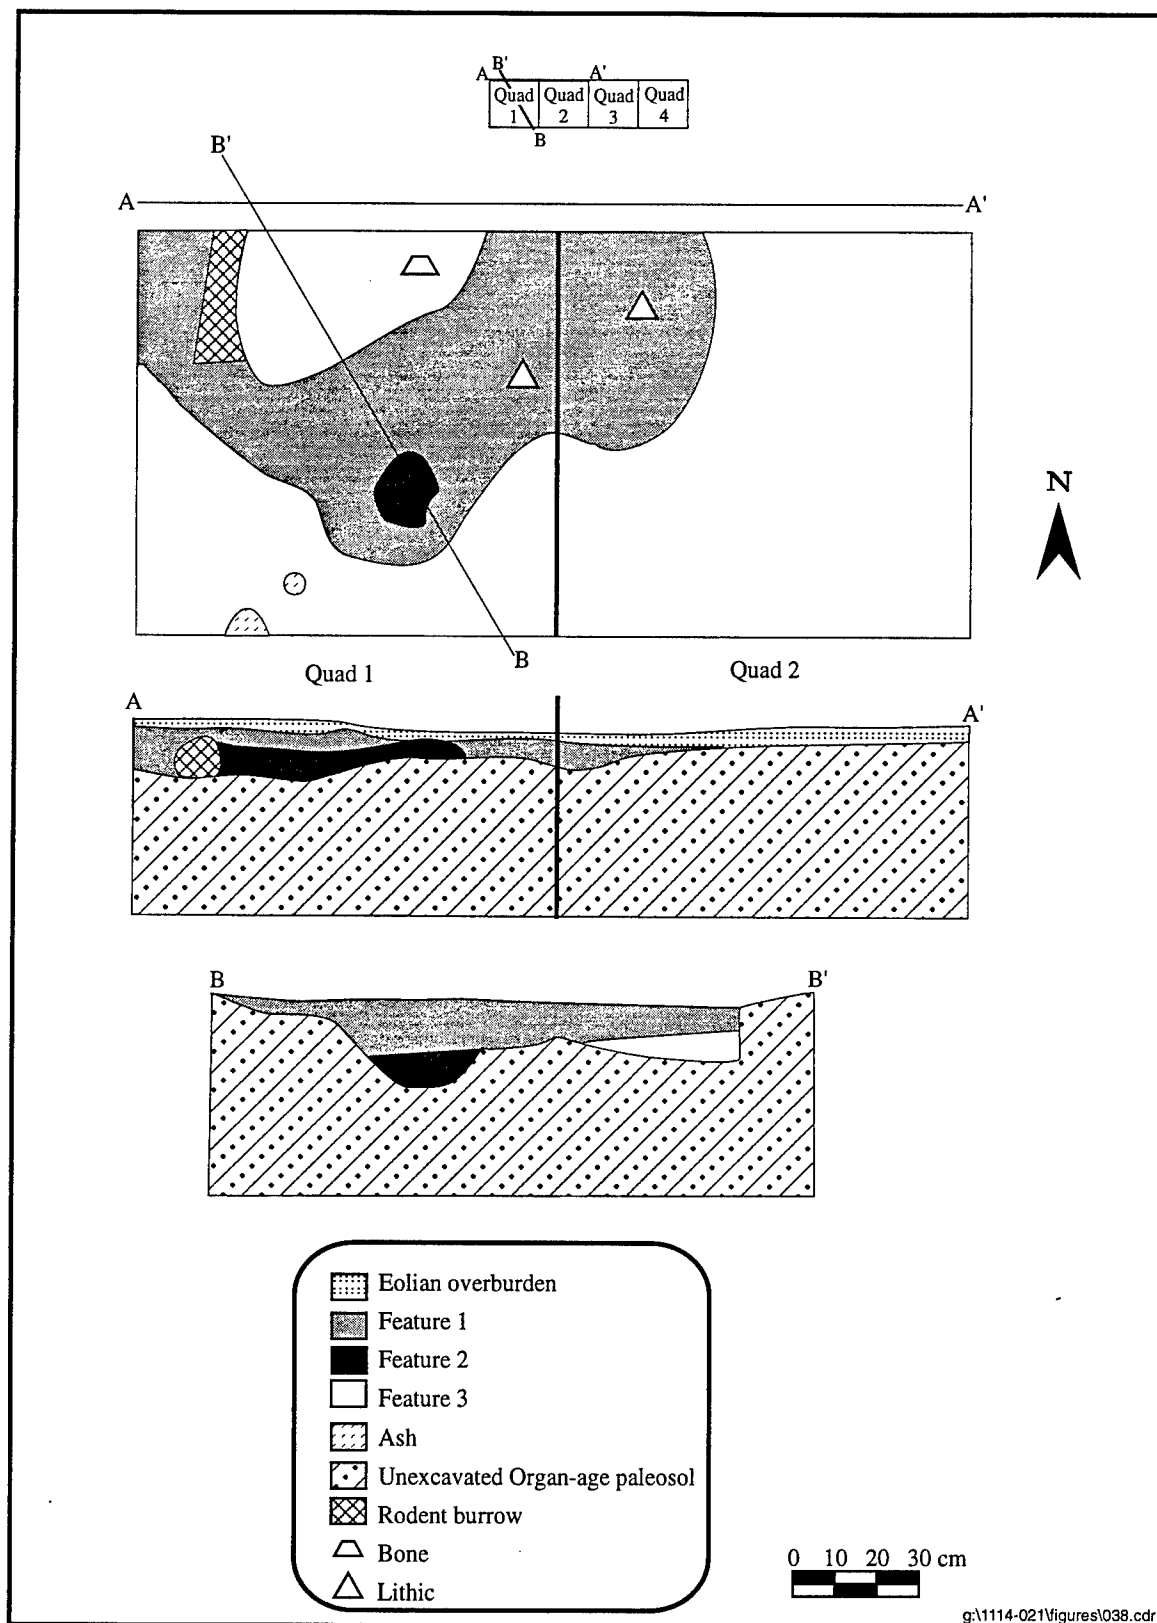 B'
A A'
Quad Quad Quad Quad
1 2 3 4
B
B'
A A'
N
B
Quad 1 Quad 2
A A'
B B'
Eolian overburden
Feature 1
Feature 2
Feature 3
Ash
Unexcavated Organ-age paleosol
Rodent burrow
Bone
Lithic
0 10 20 30 cm
g:\1114-021\figures\038.cdr